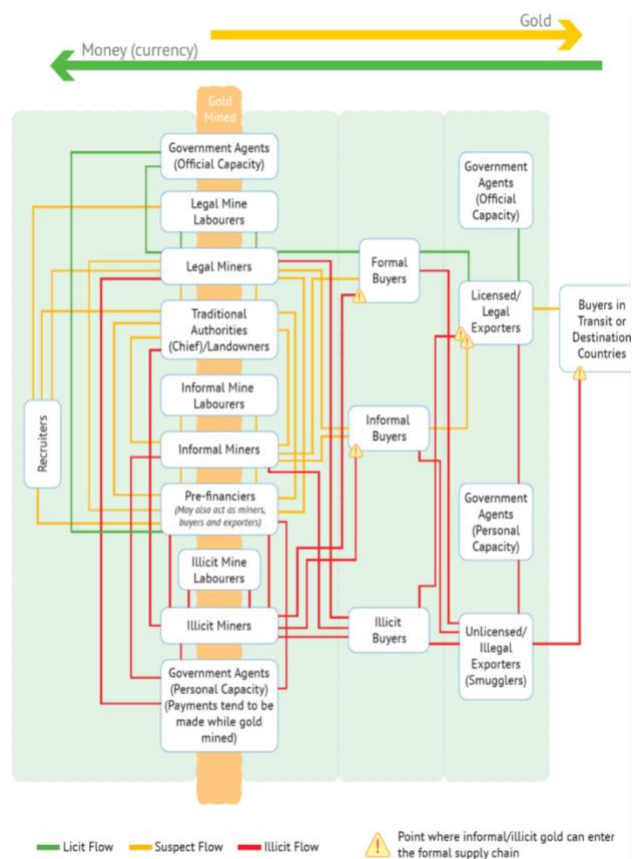 Gold
Money (currency)
Gold
Mined
Government Agents
(Official Capacity)
Legal Mine
Labourers
Legal Miners
Traditional
Authorities
(Chief)/Landowners
Informal Mine
Labourers
Informal Miners
Pre-financiers
(May also act as miners,
buyers and exporters)
Illicit Mine
Labourers
Illicit Miners
Government Agents
(Personal Capacity)
(Payments tend to be
made while gold
mined)
Recruiters
Formal
Buyers
Informal
Buyers
Illicit
Buyers
Government
Agents
(Official
Capacity)
Licensed/
Legal
Exporters
Government
Agents
(Personal
Capacity)
Unlicensed/
Illegal
Exporters
(Smugglers)
Buyers in
Transit or
Destination
Countries
Licit Flow
Suspect Flow
Illicit Flow
Point where informal/illicit gold can enter
the formal supply chain